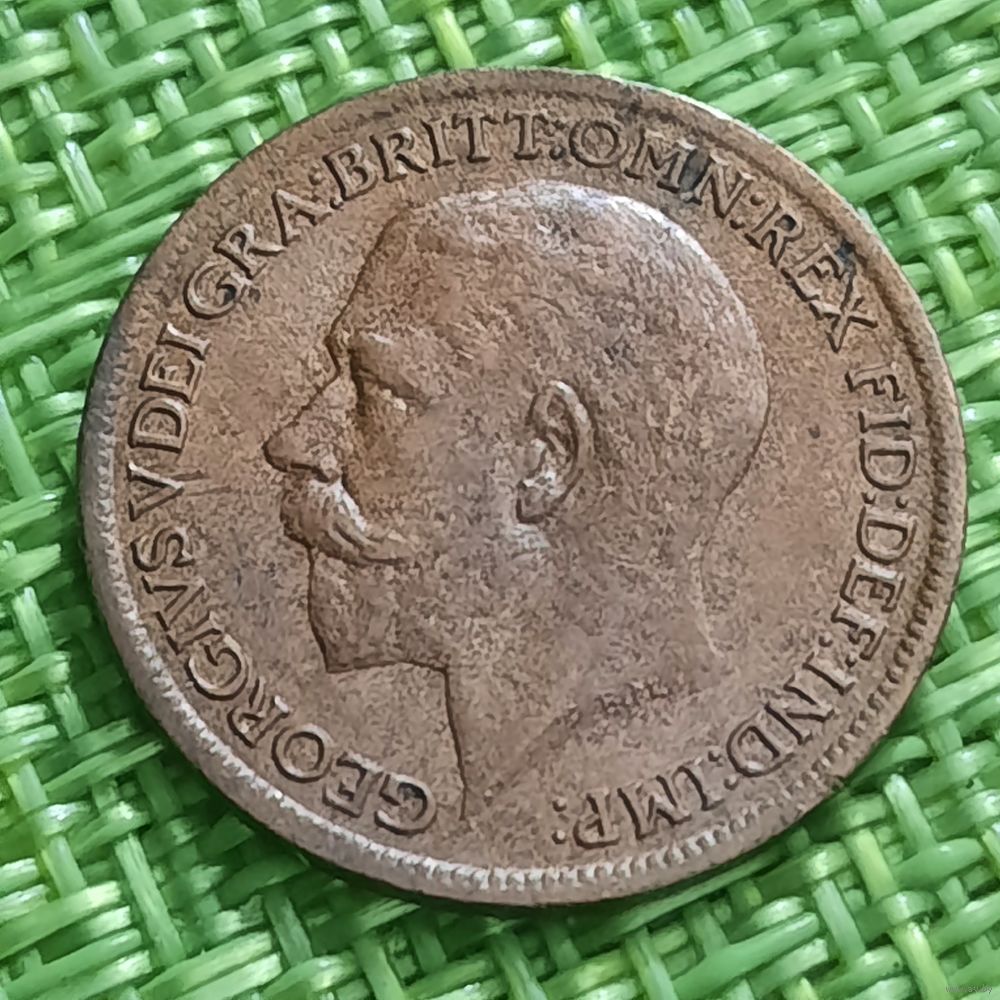 GEORGIVS V DEI GRA:BRITT:OMN:REX FID:DEF:IND:IMP: